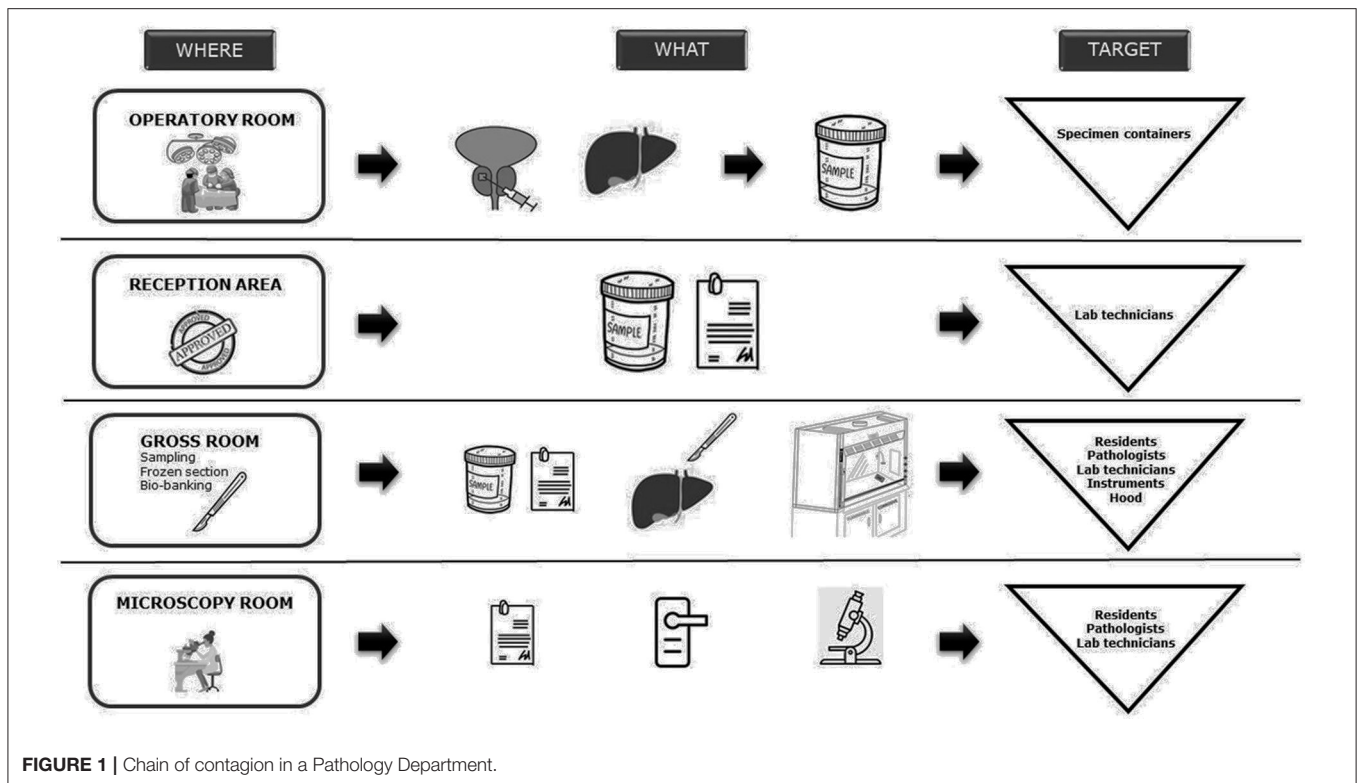 WHERE
WHAT
TARGET
OPERATORY ROOM
SAMPLE
Specimen containers
RECEPTION AREA
APPROVED
APPROVED
APPROVED
SAMPLE
Lab technicians
GROSS ROOM
Sampling
Frozen section
Bio-banking
SAMPLE
Residents
Pathologists
Lab technicians
Instruments
Hood
MICROSCOPY ROOM
Residents
Pathologists
Lab technicians
FIGURE 1 | Chain of contagion in a Pathology Department.